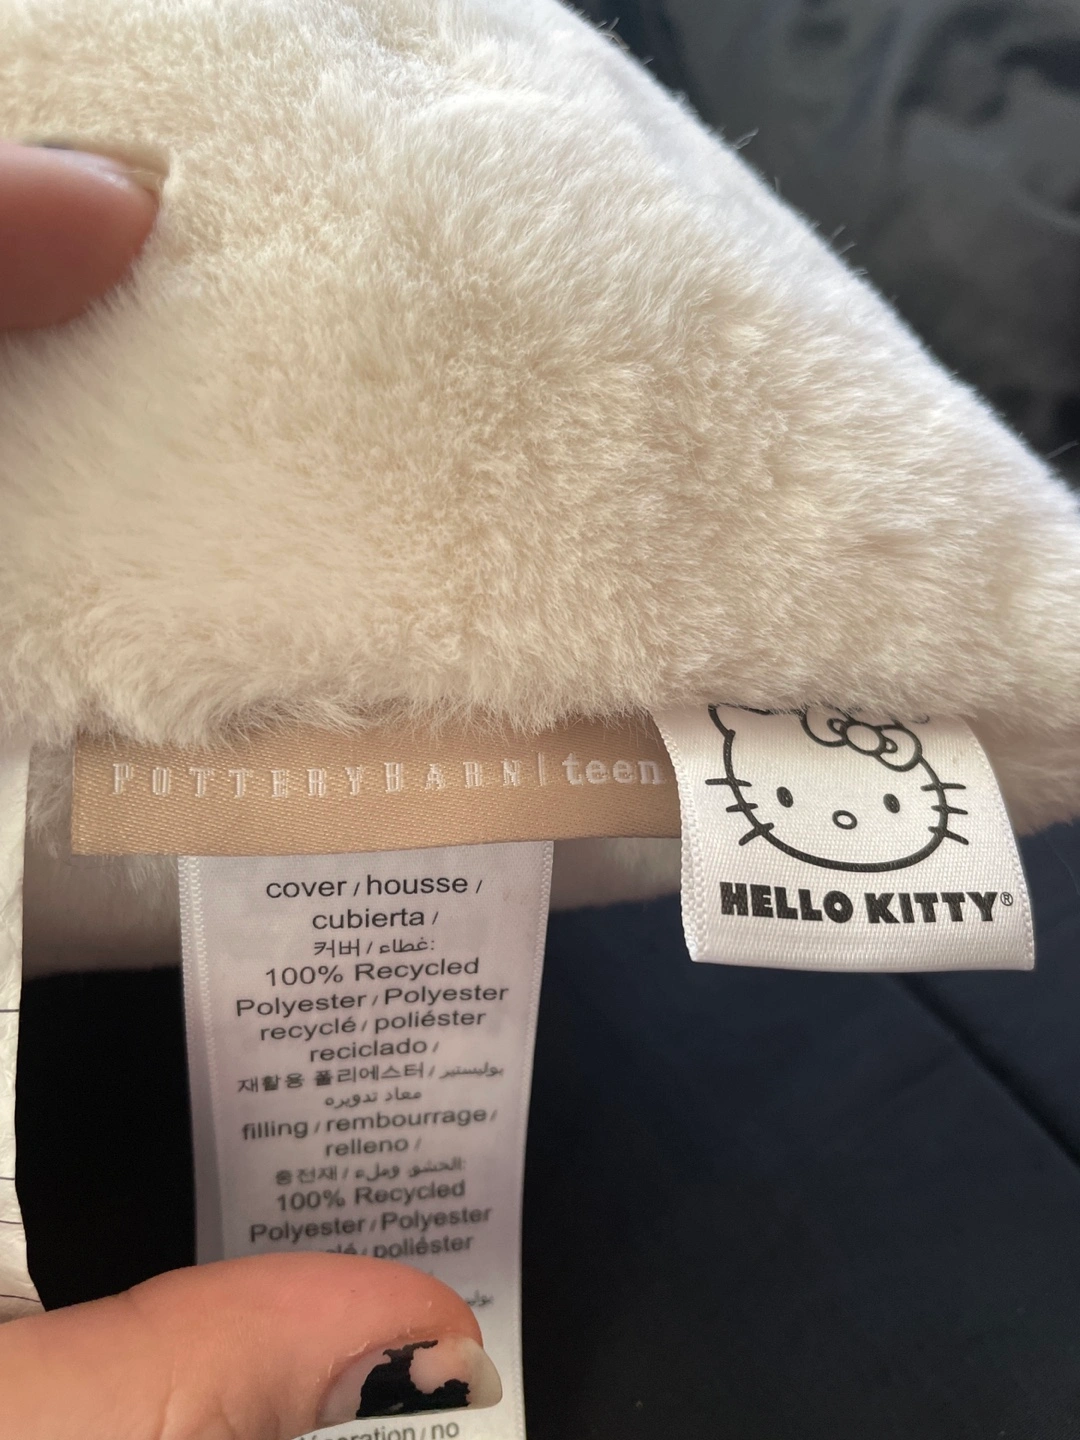 POTTERYBARN | teen
HELLO KITTY®
cover / housse /
cubierta /
커버 / غطاء:
100% Recycled
Polyester / Polyester
recyclé / poliéster
reciclado /
재활용 폴리에스터 / بوليستير
معاد تدويره
filling / rembourrage /
relleno /
충전재 / الحشو وملء:
100% Recycled
Polyester / Polyester
/ poliéster
/ no